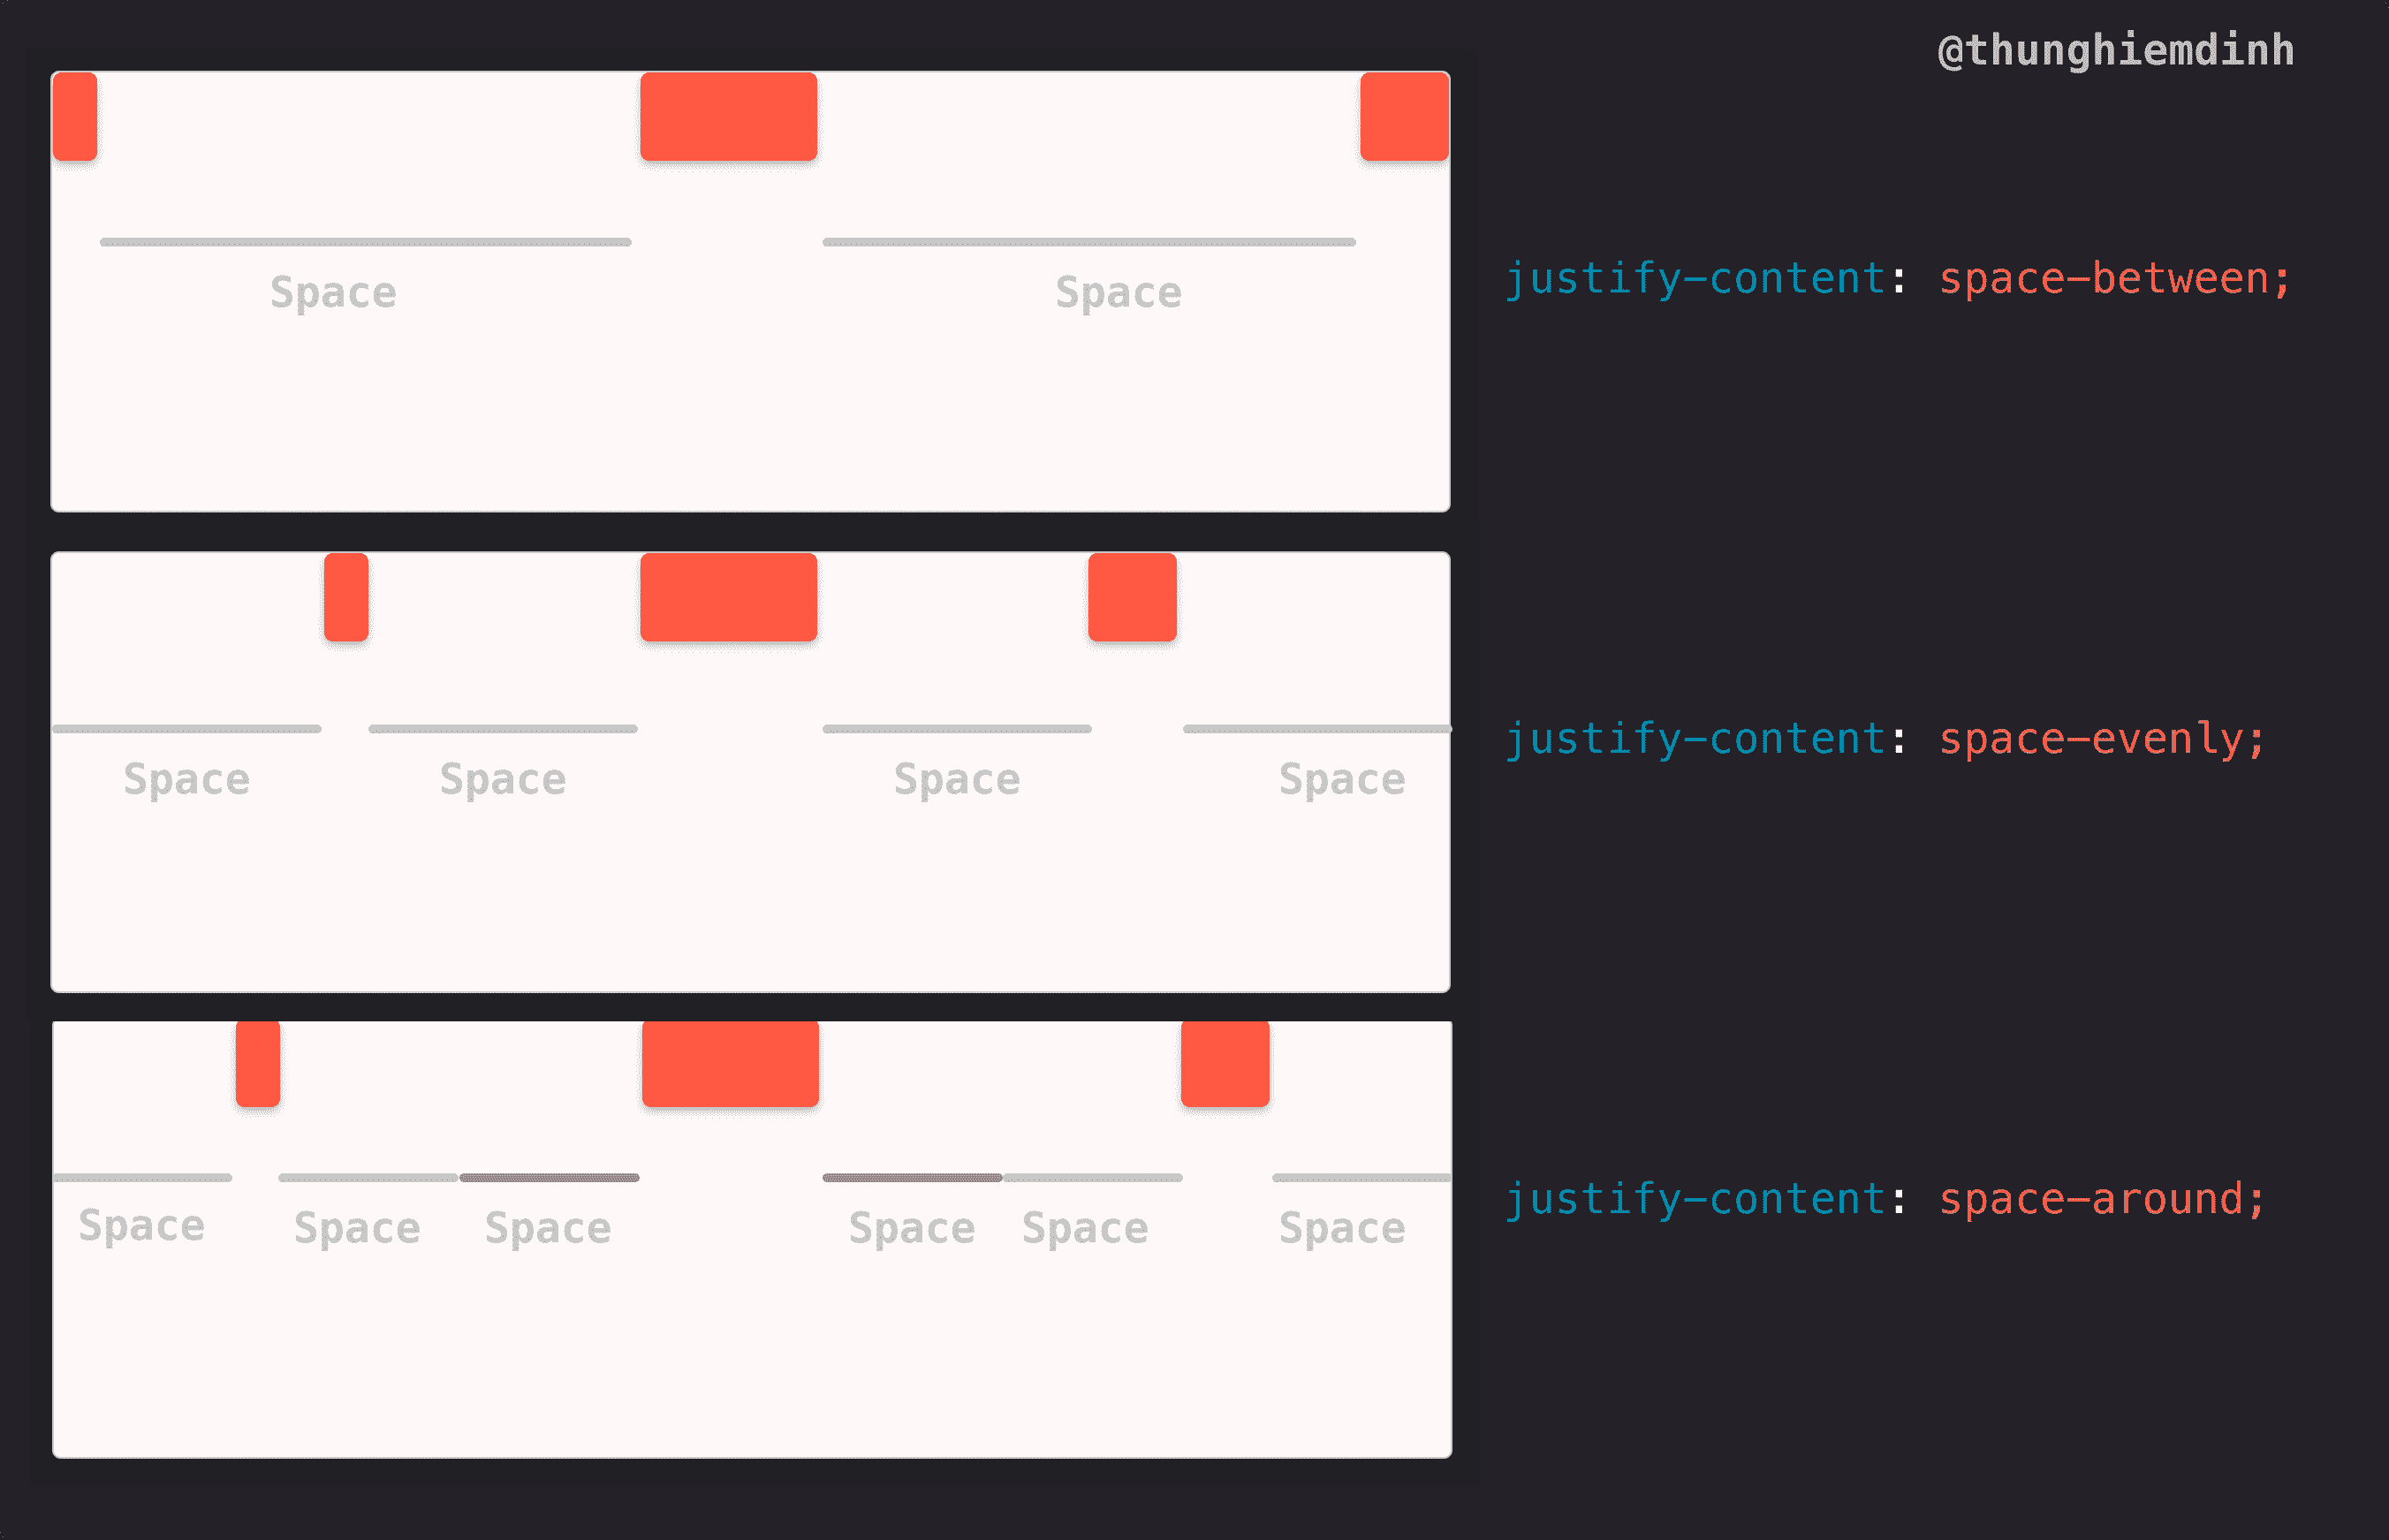 @thunghiemdinh
Space Space
justify-content: space-between;
Space Space Space Space
justify-content: space-evenly;
Space Space Space Space Space Space
justify-content: space-around;